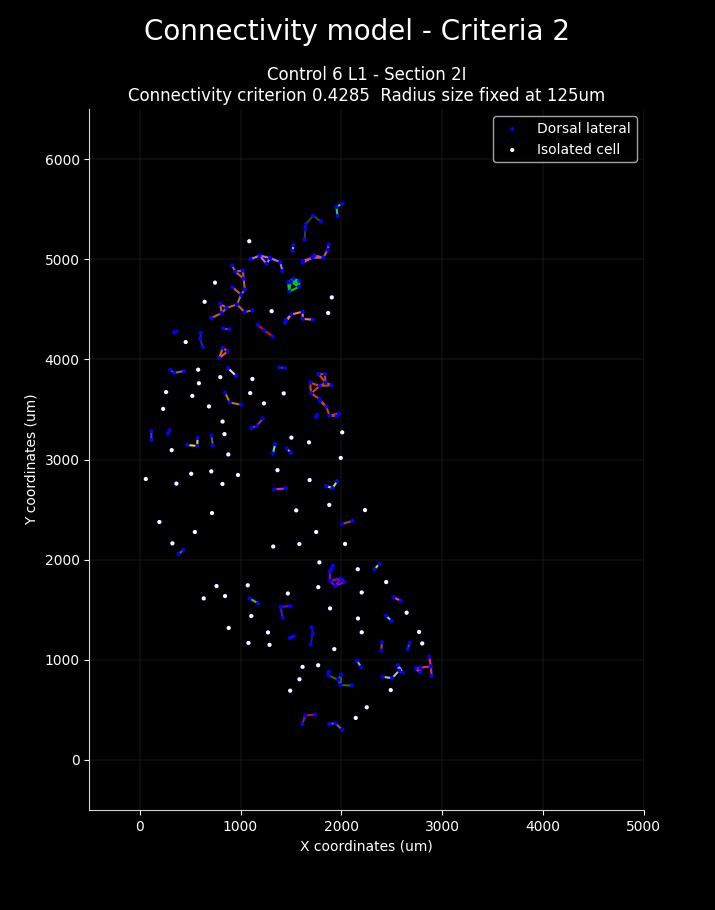 Connectivity model - Criteria 2
Control 6 L1 - Section 2I
Connectivity criterion 0.4285  Radius size fixed at 125um
Dorsal lateral
Isolated cell
6000
5000
4000
3000
2000
1000
0
Y coordinates (um)
0 1000 2000 3000 4000 5000
X coordinates (um)